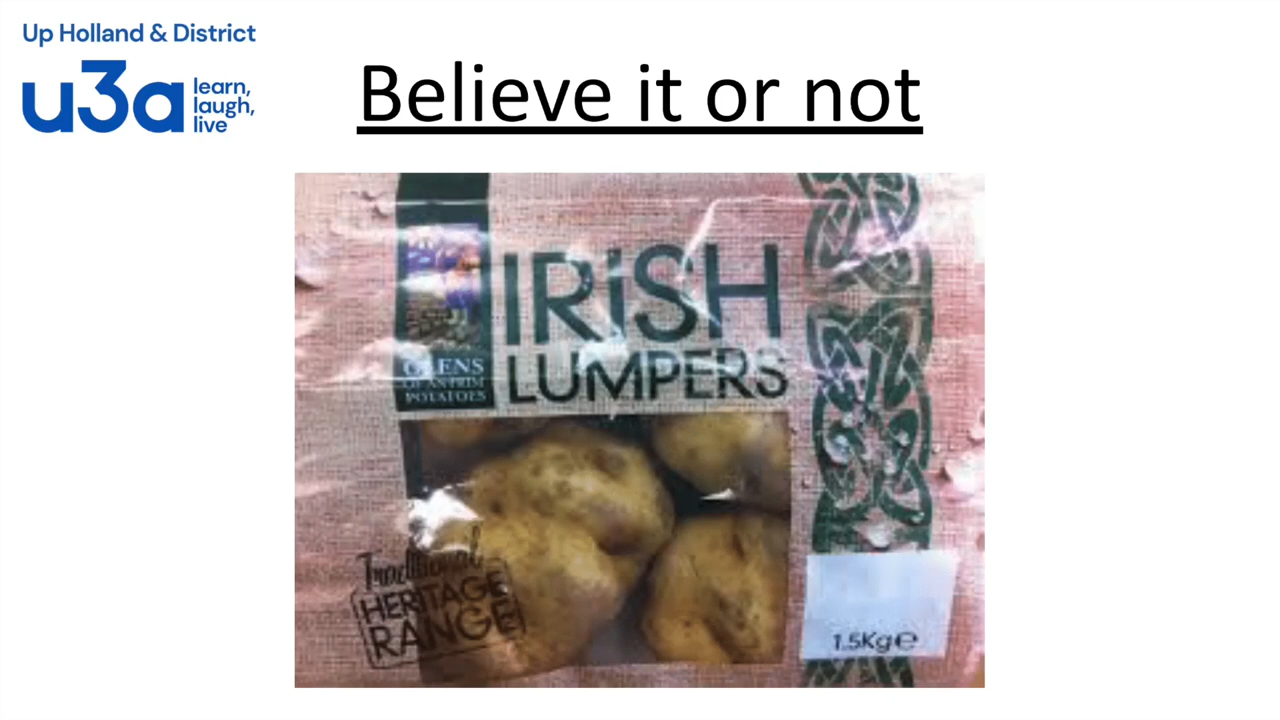 Up Holland & District
u3a
learn,
laugh,
live
Believe it or not
IRISH
LUMPERS
GLENS
OF ANTRIM
POTATOES
Traditional
HERITAGE
RANGE
1.5Kg℮